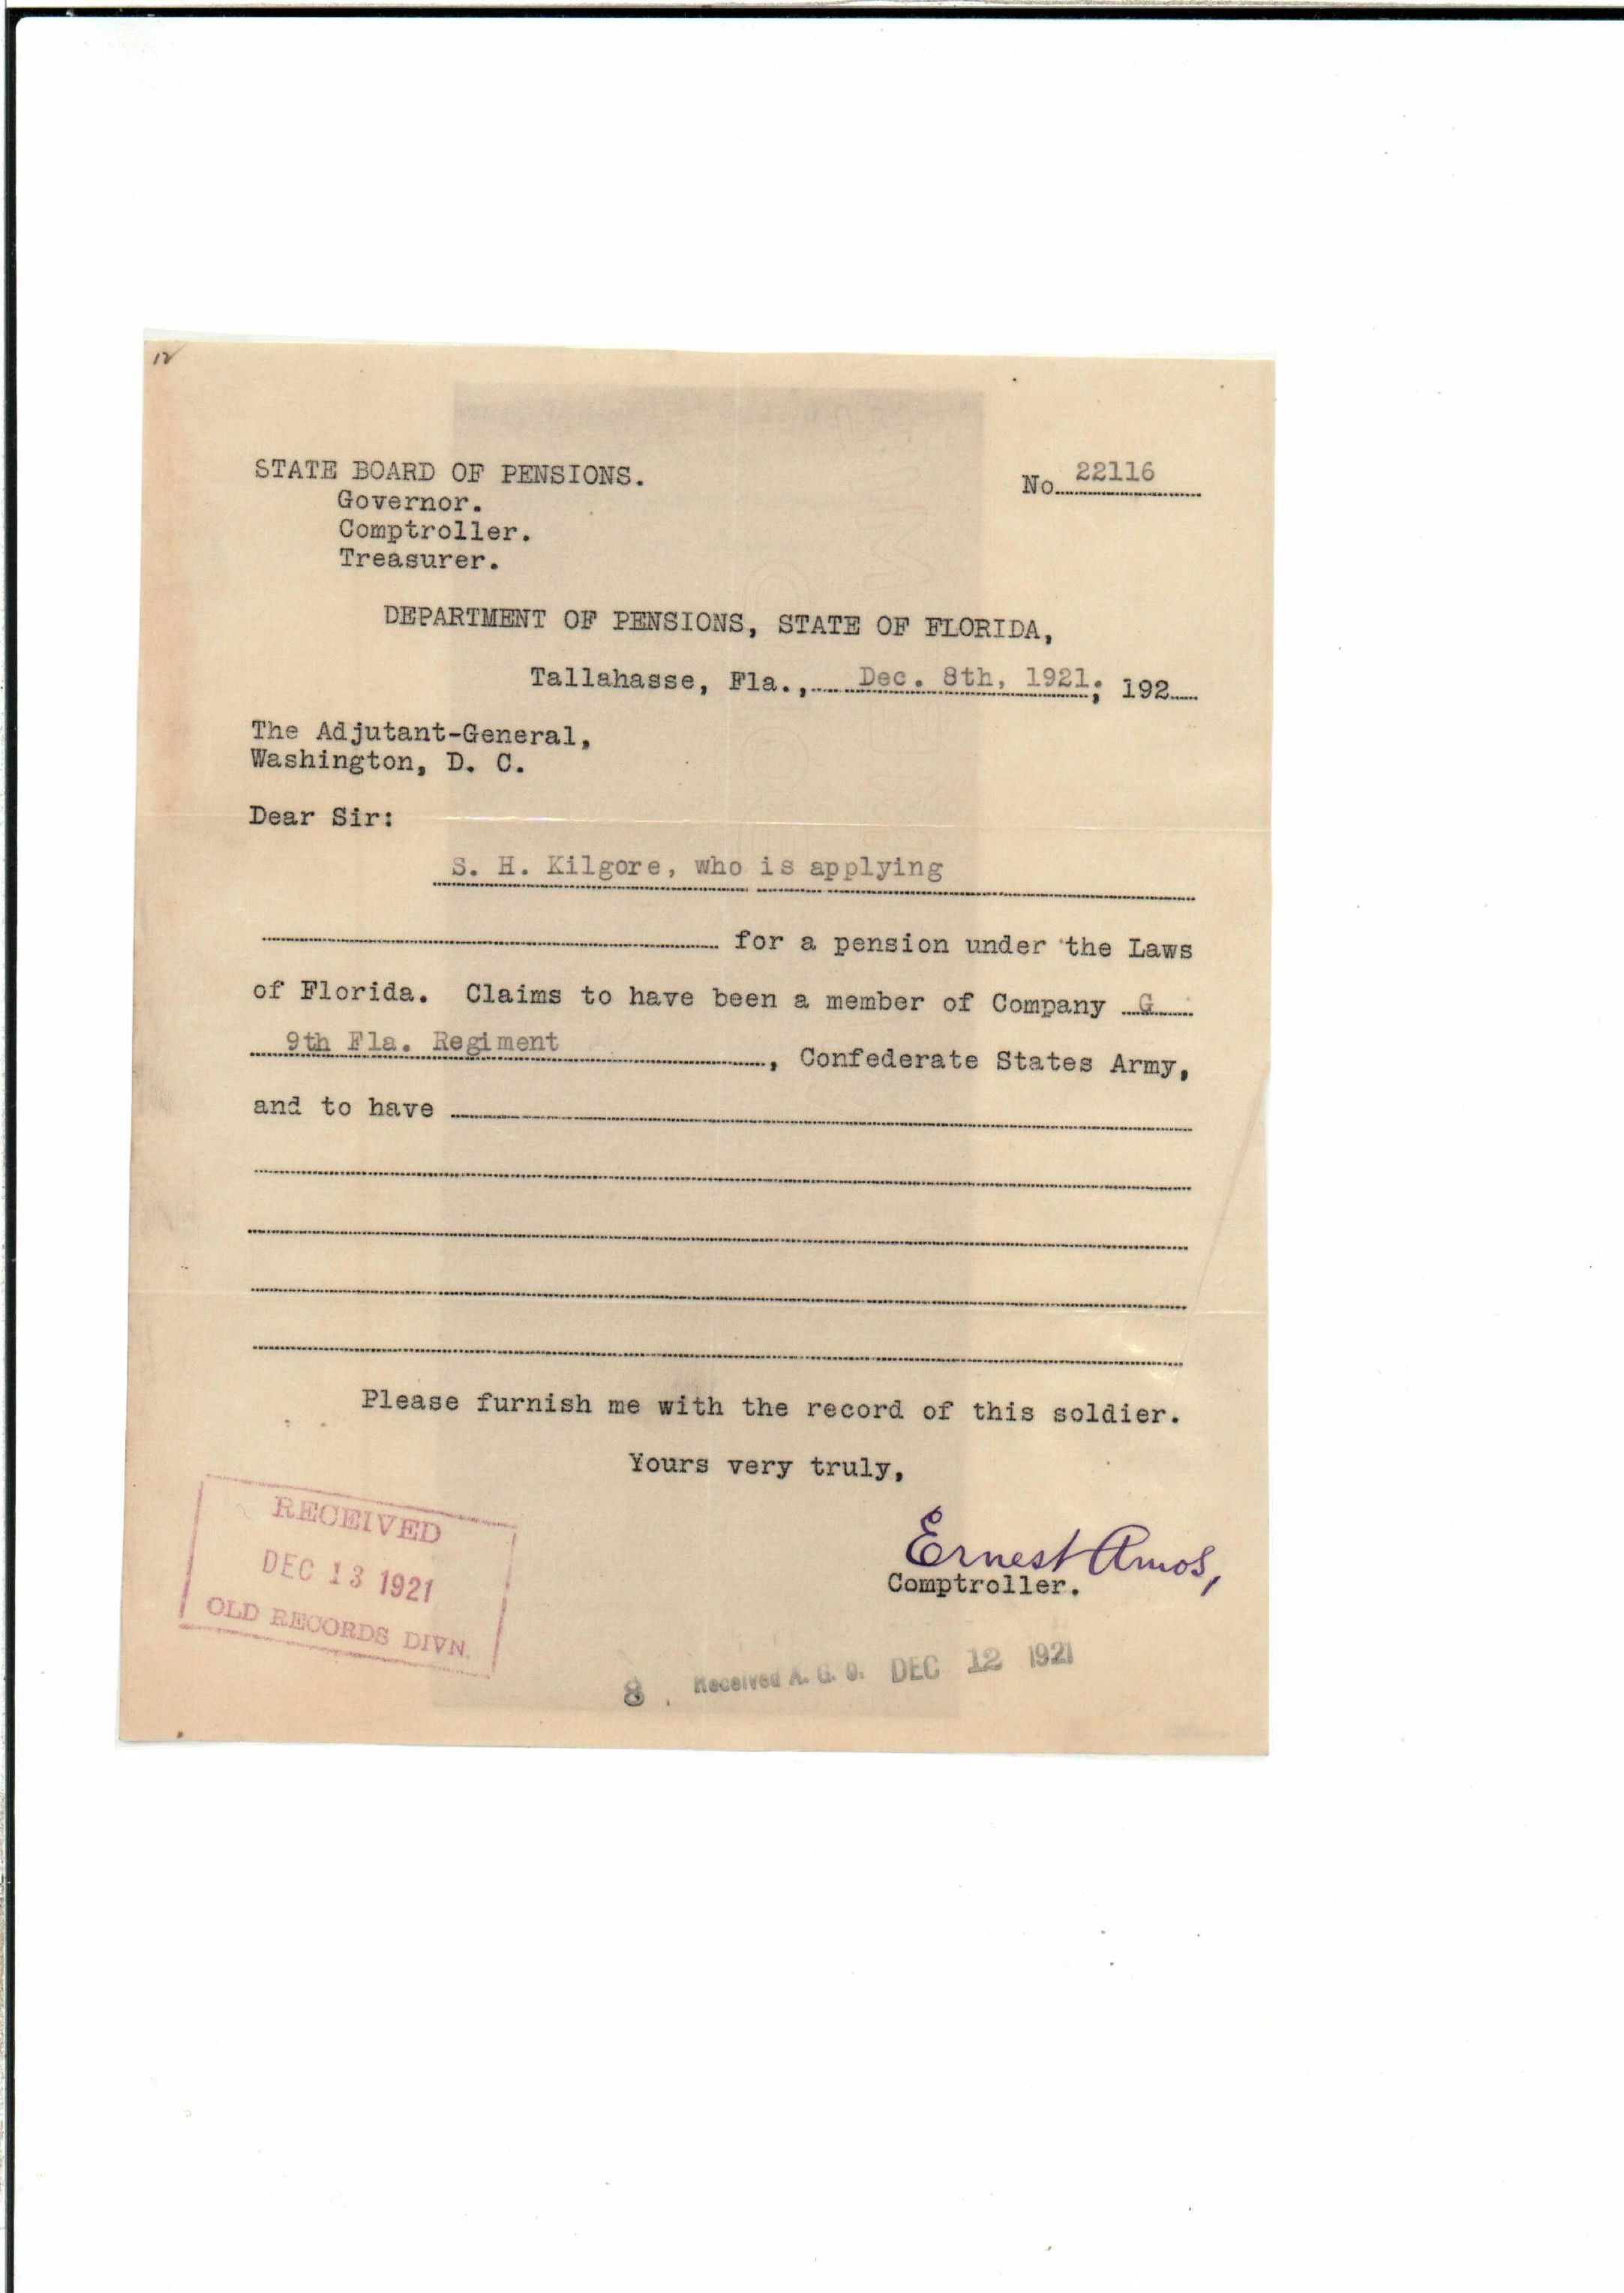 12
STATE BOARD OF PENSIONS.
Governor.
Comptroller.
Treasurer.
No. 22116
DEPARTMENT OF PENSIONS, STATE OF FLORIDA,
Tallahasse, Fla., Dec. 8th, 1921. , 192
The Adjutant-General,
Washington, D. C.
Dear Sir:
S. H. Kilgore, who is applying
for a pension under the Laws
of Florida. Claims to have been a member of Company G
9th Fla. Regiment , Confederate States Army,
and to have
Please furnish me with the record of this soldier.
Yours very truly,
Ernest Amos,
Comptroller.
RECEIVED
DEC 13 1921
OLD RECORDS DIVN.
8. Received A. G. O. DEC 12 1921